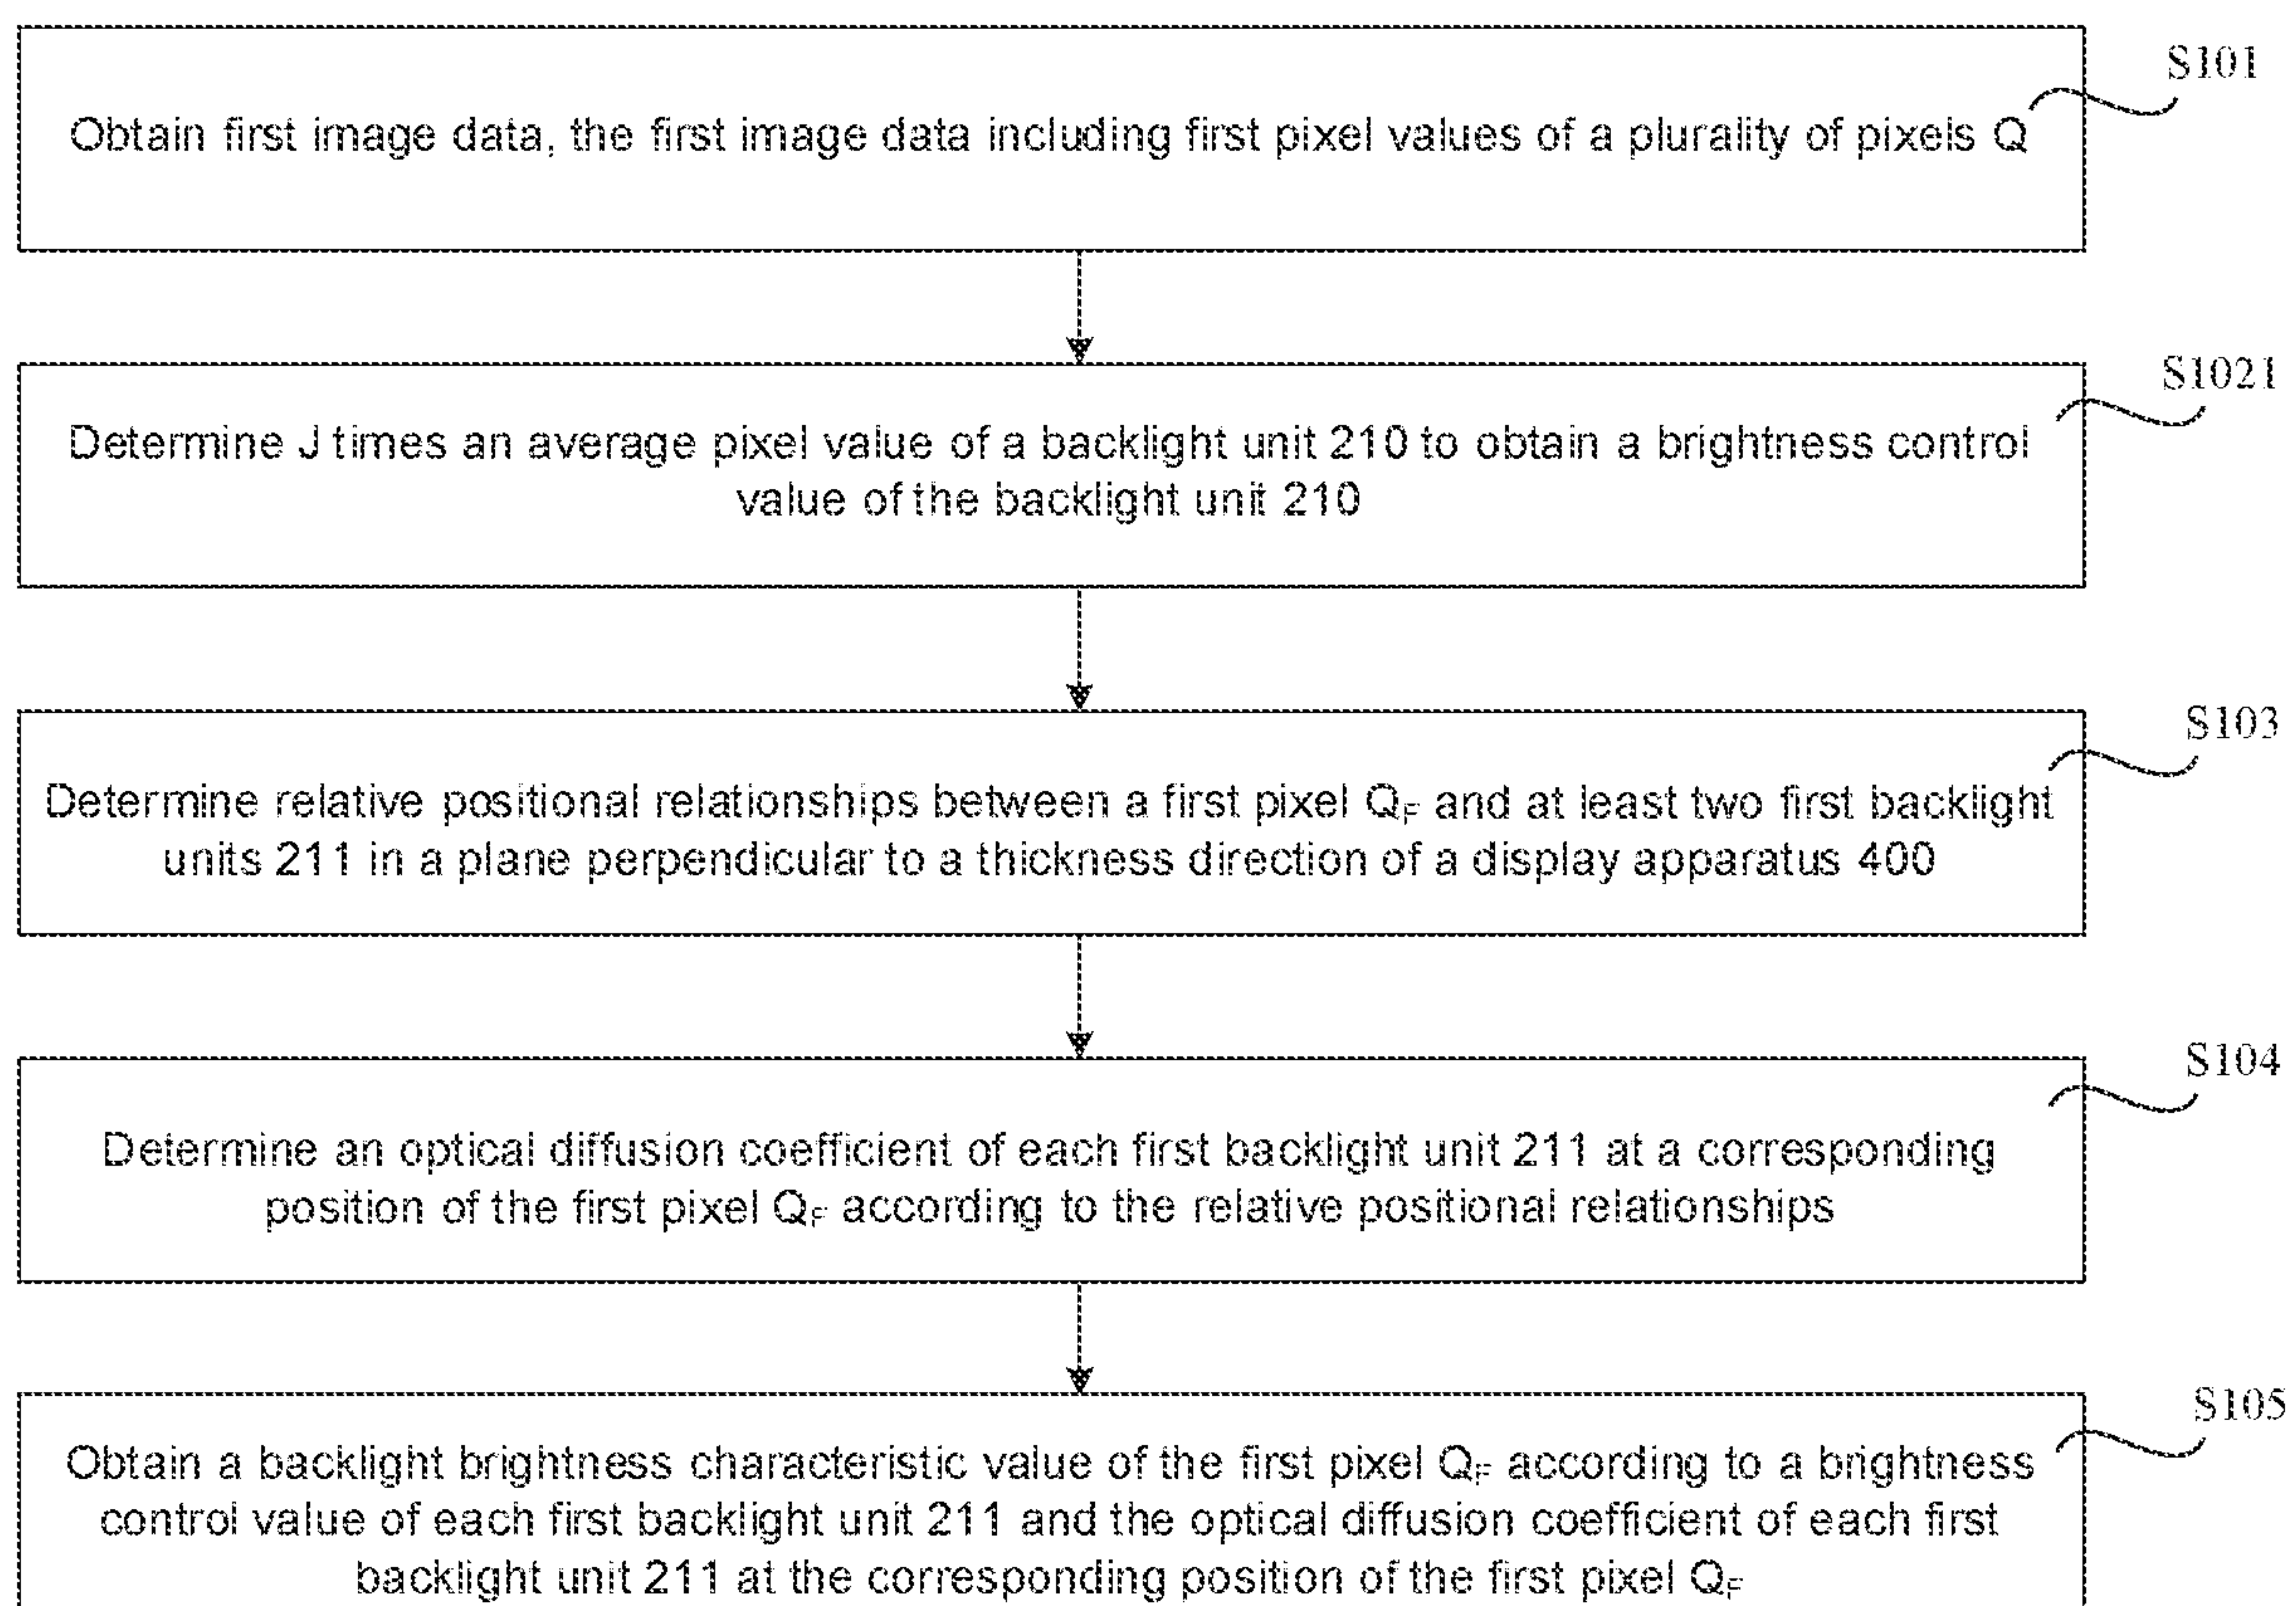 S101
Obtain first image data, the first image data including first pixel values of a plurality of pixels Q
S1021
Determine J times an average pixel value of a backlight unit 210 to obtain a brightness control
value of the backlight unit 210
S103
Determine relative positional relationships between a first pixel Q_F and at least two first backlight
units 211 in a plane perpendicular to a thickness direction of a display apparatus 400
S104
Determine an optical diffusion coefficient of each first backlight unit 211 at a corresponding
position of the first pixel Q_F according to the relative positional relationships
S105
Obtain a backlight brightness characteristic value of the first pixel Q_F according to a brightness
control value of each first backlight unit 211 and the optical diffusion coefficient of each first
backlight unit 211 at the corresponding position of the first pixel Q_F